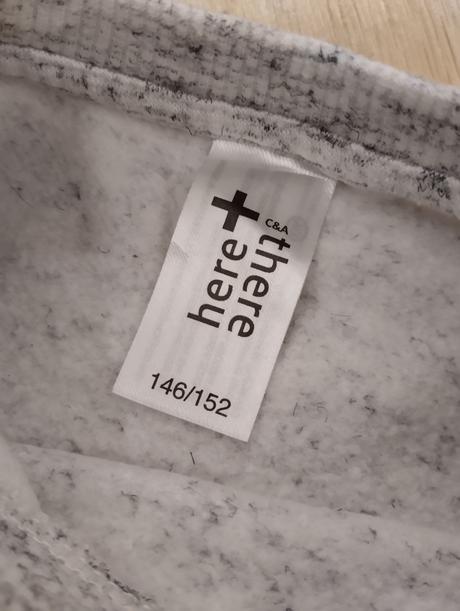 C&A
here
+
there
146/152